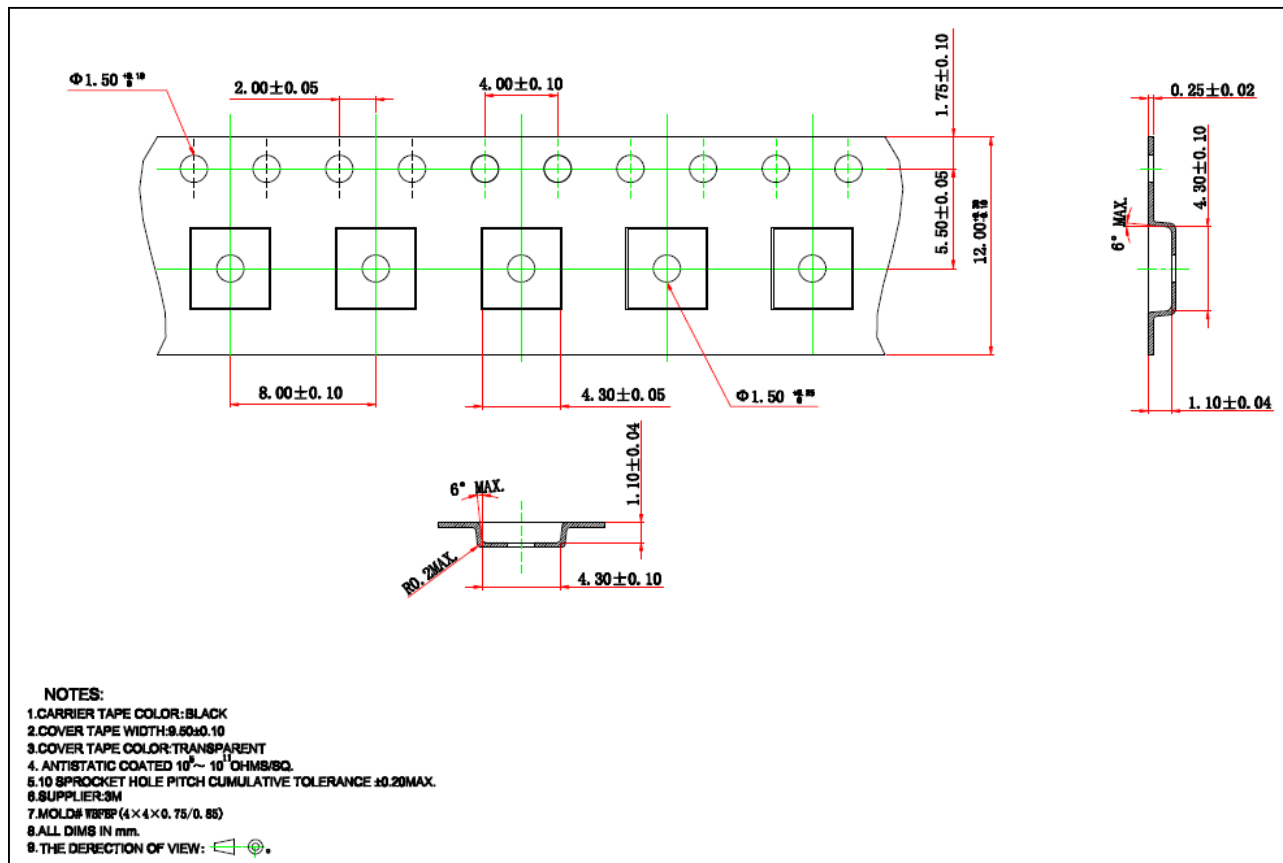 Φ1.50 +0.10 0
2.00±0.05
4.00±0.10
1.75±0.10
0.25±0.02
5.50±0.05
12.00
4.30±0.10
6° MAX.
8.00±0.10
4.30±0.05
Φ1.50
1.10±0.04
1.10±0.04
6° MAX.
R0.2MAX.
4.30±0.10
NOTES:
1.CARRIER TAPE COLOR:BLACK
2.COVER TAPE WIDTH:9.50±0.10
3.COVER TAPE COLOR:TRANSPARENT
4. ANTISTATIC COATED ~ 10¹¹OHMS/SQ.
5.10 SPROCKET HOLE PITCH CUMULATIVE TOLERANCE ±0.20MAX.
6.SUPPLIER:3M
7.MOLD# (4×4×0.75/0.85)
8.ALL DIMS IN mm.
9.THE DERECTION OF VIEW: